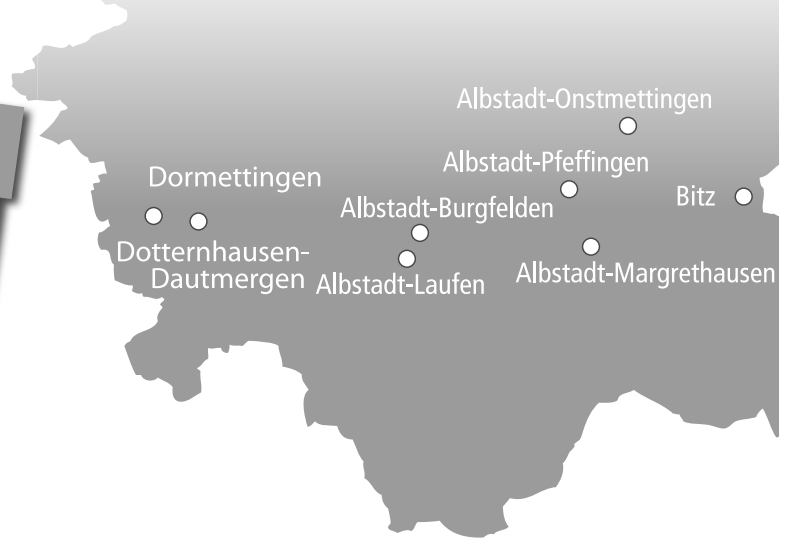 Albstadt-Onstmettingen
Albstadt-Pfeffingen
Dormettingen
Bitz
Albstadt-Burgfelden
Dotternhausen-
Dautmergen
Albstadt-Laufen
Albstadt-Margrethausen